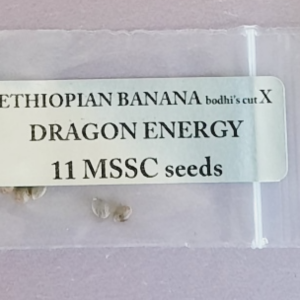 ETHIOPIAN BANANA bodhi's cut X
DRAGON ENERGY
11 MSSC seeds